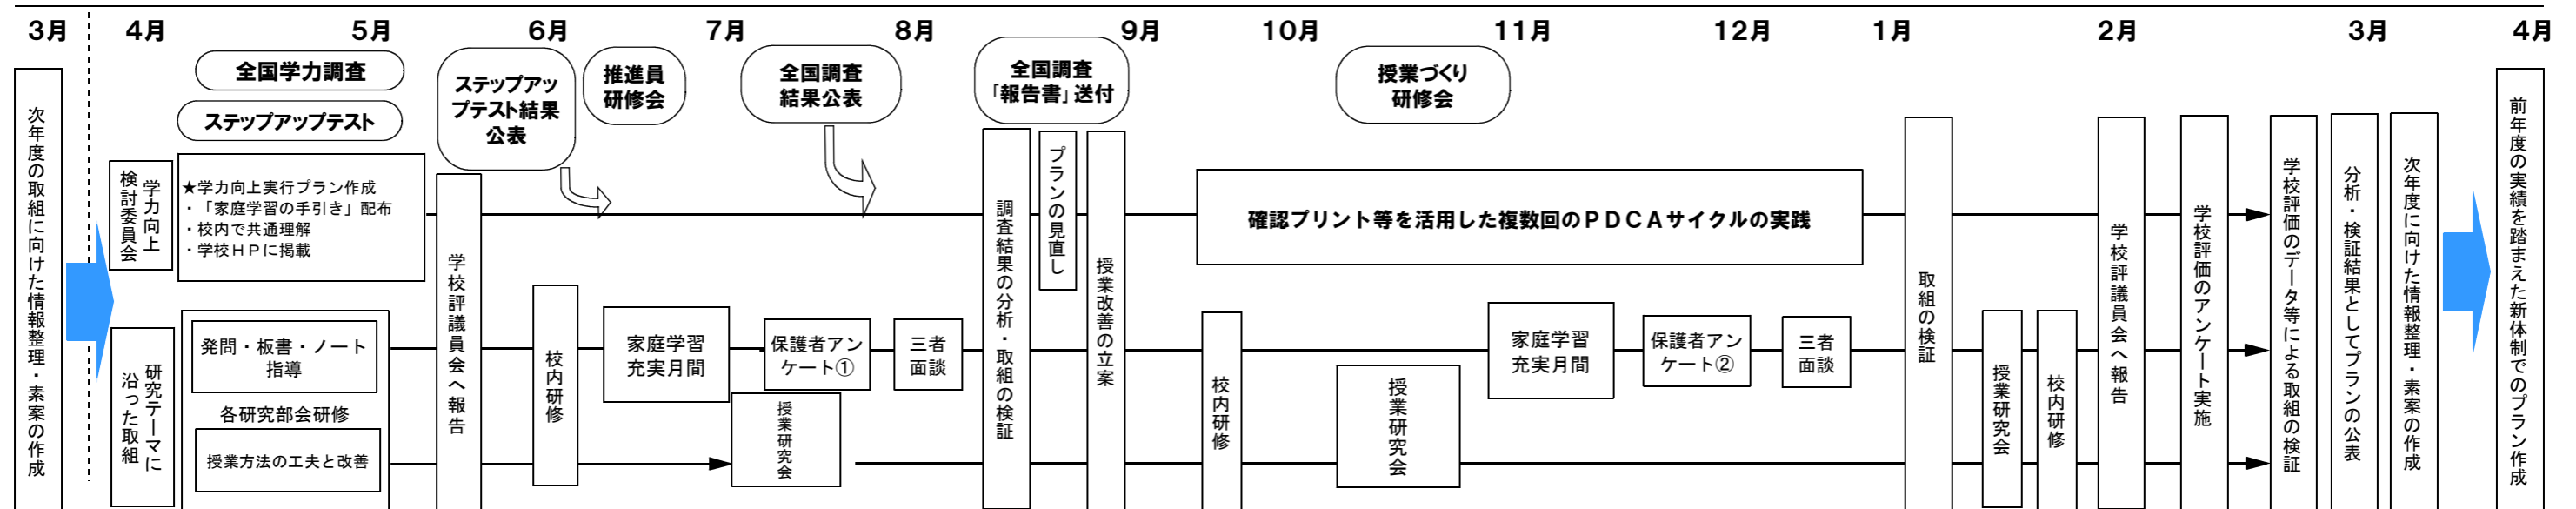 3月
4月
5月
6月
7月
8月
9月
10月
11月
12月
1月
2月
3月
4月
全国学力調査
ステップアップテスト
ステップアッ
プテスト結果
公表
推進員
研修会
全国調査
結果公表
全国調査
「報告書」送付
授業づくり
研修会
次年度の取組に向けた情報整理・素案の作成
学力向上
検討委員会
★学力向上実行プラン作成
・「家庭学習の手引き」配布
・校内で共通理解
・学校ＨＰに掲載
研究テーマに
沿った取組
発問・板書・ノート
指導
各研究部会研修
授業方法の工夫と改善
学校評議員会へ報告
校内研修
家庭学習
充実月間
保護者アン
ケート①
三者
面談
授業研究会
調査結果の分析・取組の検証
プランの見直し
授業改善の立案
確認プリント等を活用した複数回のＰＤＣＡサイクルの実践
校内研修
授業研究会
家庭学習
充実月間
保護者アン
ケート②
三者
面談
取組の検証
授業研究会
校内研修
学校評議員会へ報告
学校評価のアンケート実施
学校評価のデータ等による取組の検証
分析・検証結果としてプランの公表
次年度に向けた情報整理・素案の作成
前年度の実績を踏まえた新体制でのプラン作成